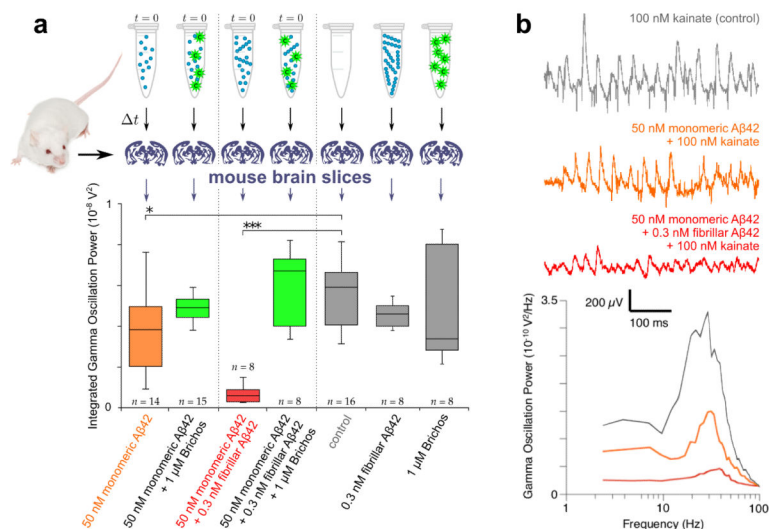 a
t = 0
t = 0
t = 0
t = 0
Δt
mouse brain slices
Integrated Gamma Oscillation Power (10⁻⁸ V²)
1
0
*
***
n = 14
n = 15
n = 8
n = 8
n = 16
n = 8
n = 8
50 nM monomeric Aβ42
50 nM monomeric Aβ42
+ 1 μM Brichos
50 nM monomeric Aβ42
+ 0.3 nM fibrillar Aβ42
50 nM monomeric Aβ42
+ 0.3 nM fibrillar Aβ42
+ 1 μM Brichos
control
0.3 nM fibrillar Aβ42
1 μM Brichos
b
100 nM kainate (control)
50 nM monomeric Aβ42
+ 100 nM kainate
50 nM monomeric Aβ42
+ 0.3 nM fibrillar Aβ42
+ 100 nM kainate
200 μV
100 ms
Gamma Oscillation Power (10⁻¹⁰ V²/Hz)
3.5
0
1
10
100
Frequency (Hz)